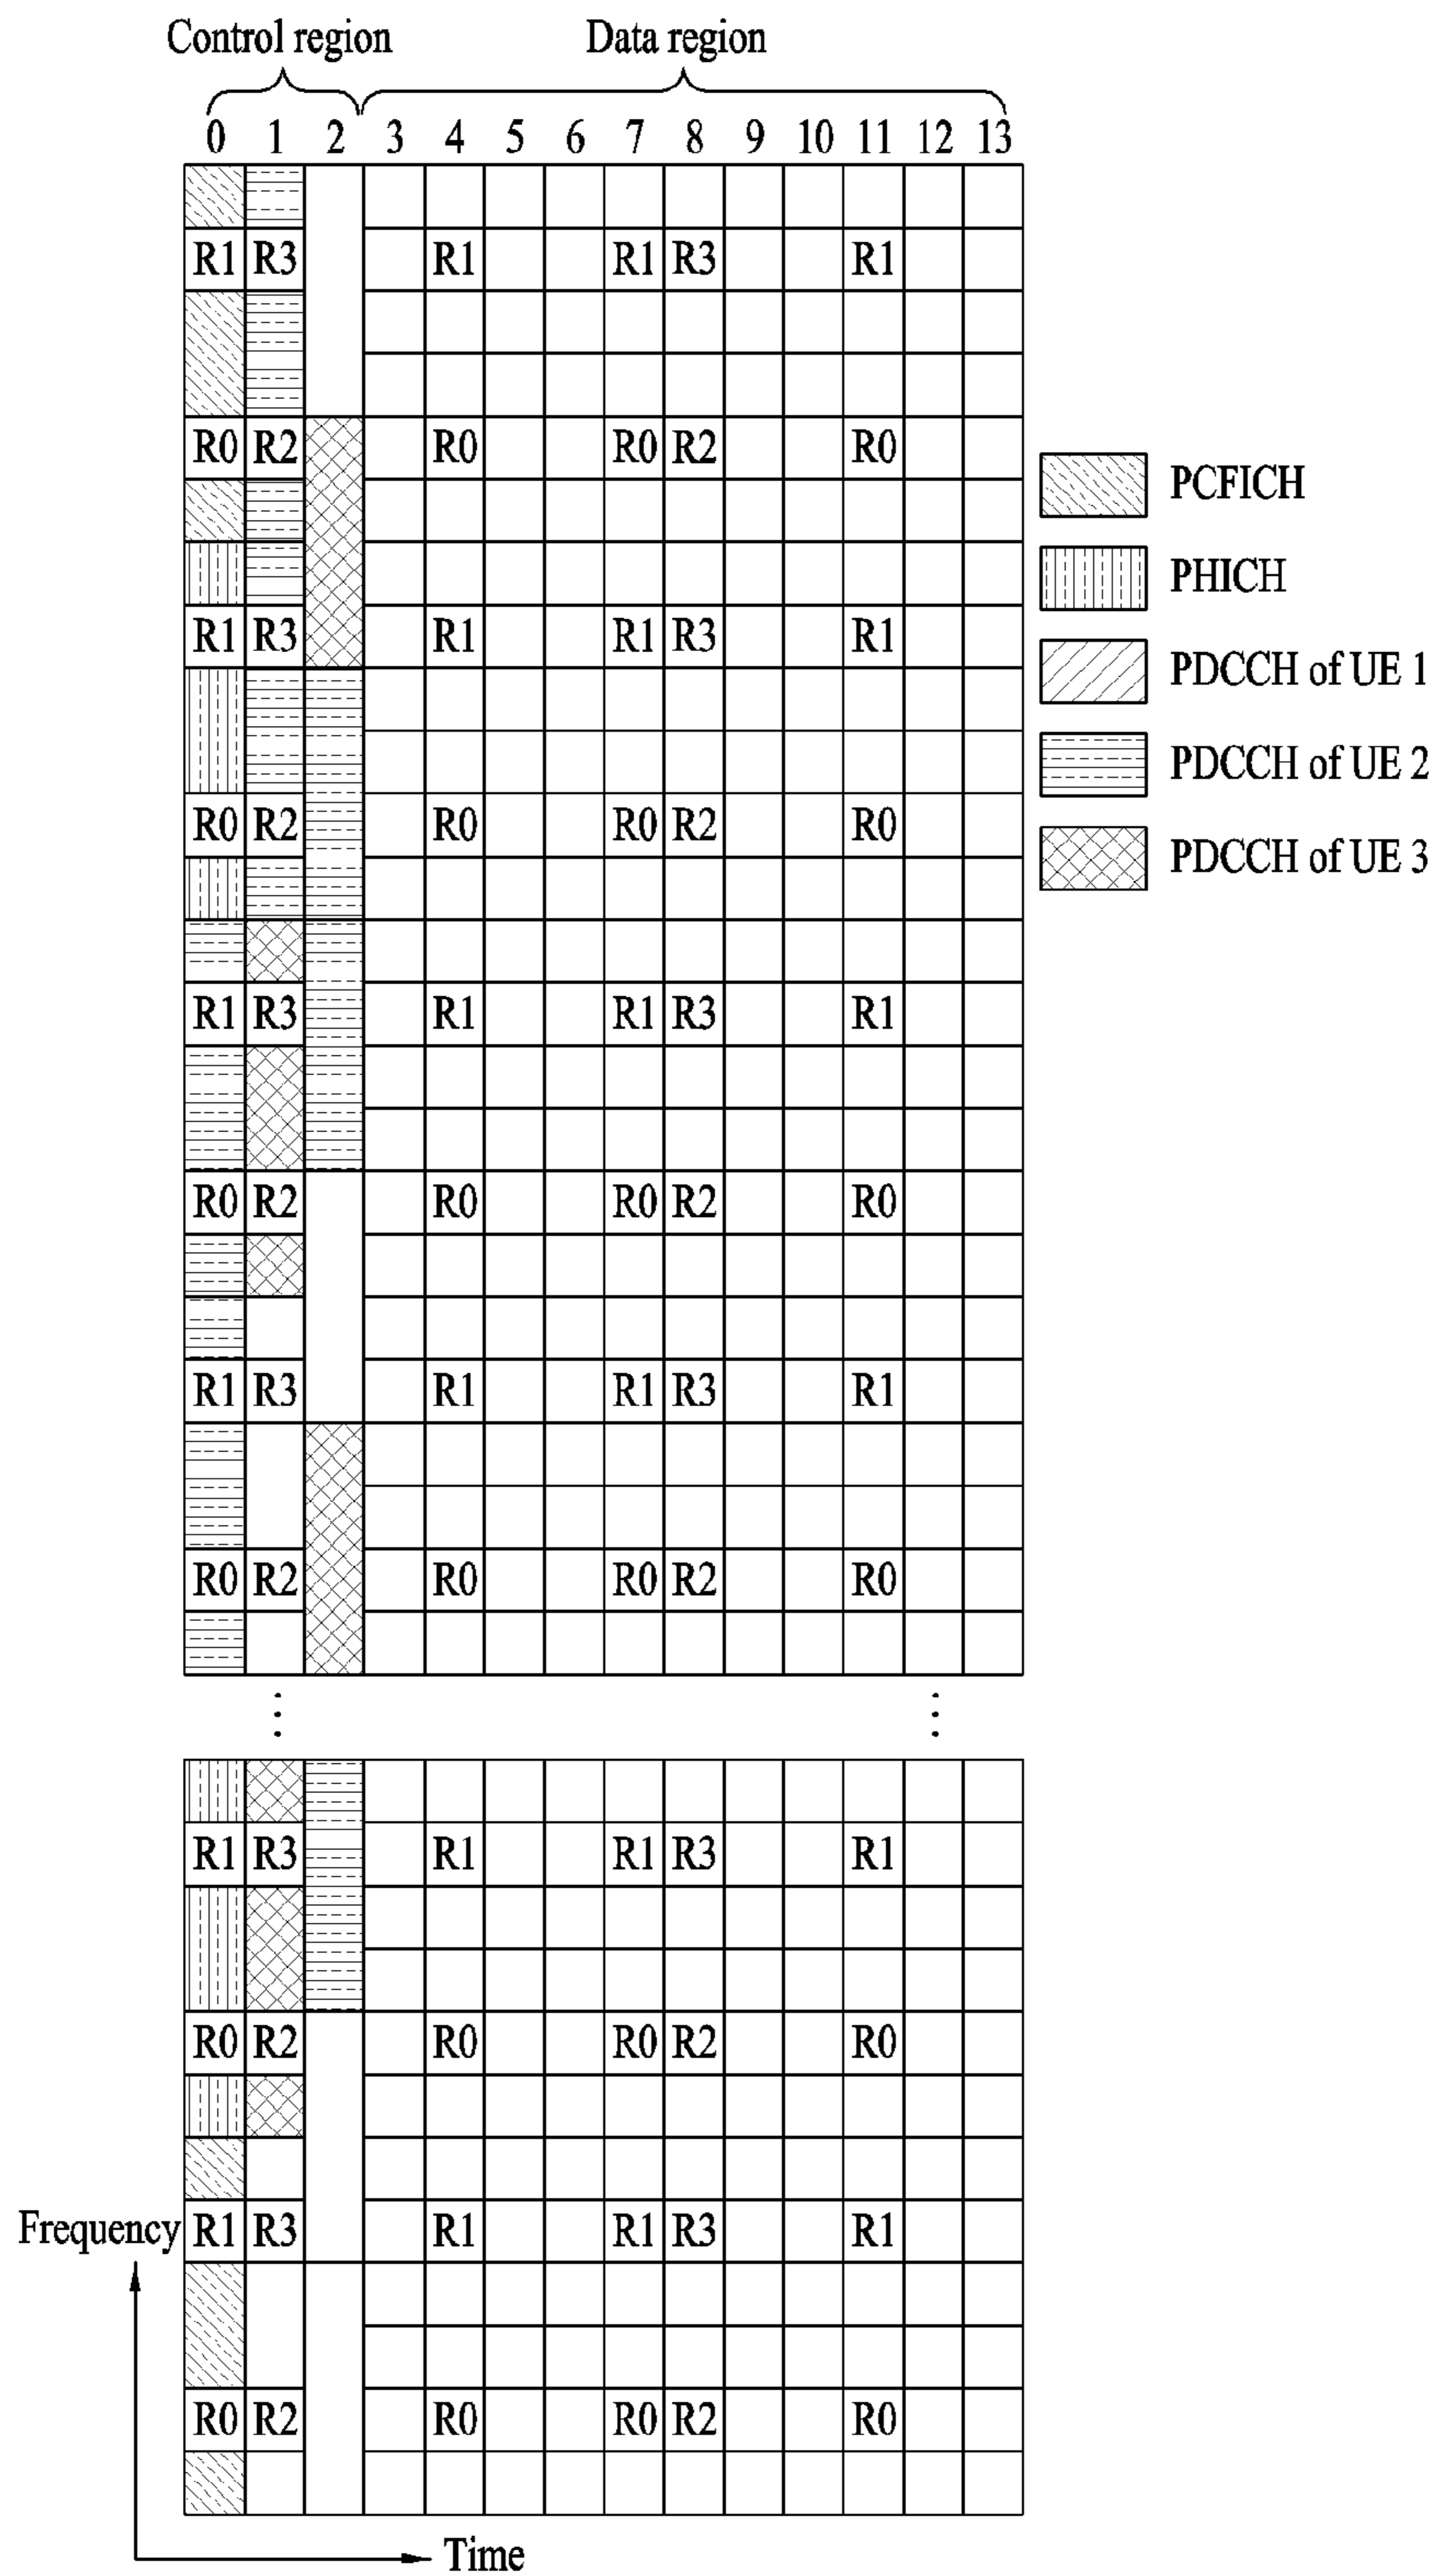 Control region Data region
0 1 2 3 4 5 6 7 8 9 10 11 12 13
R1 R3 R1 R1 R3 R1
R0 R2 R0 R0 R2 R0
PCFICH
PHICH
R1 R3 R1 R1 R3 R1
PDCCH of UE 1
PDCCH of UE 2
R0 R2 R0 R0 R2 R0
PDCCH of UE 3
R1 R3 R1 R1 R3 R1
R0 R2 R0 R0 R2 R0
R1 R3 R1 R1 R3 R1
R0 R2 R0 R0 R2 R0
R1 R3 R1 R1 R3 R1
R0 R2 R0 R0 R2 R0
Frequency R1 R3 R1 R1 R3 R1
R0 R2 R0 R0 R2 R0
Time